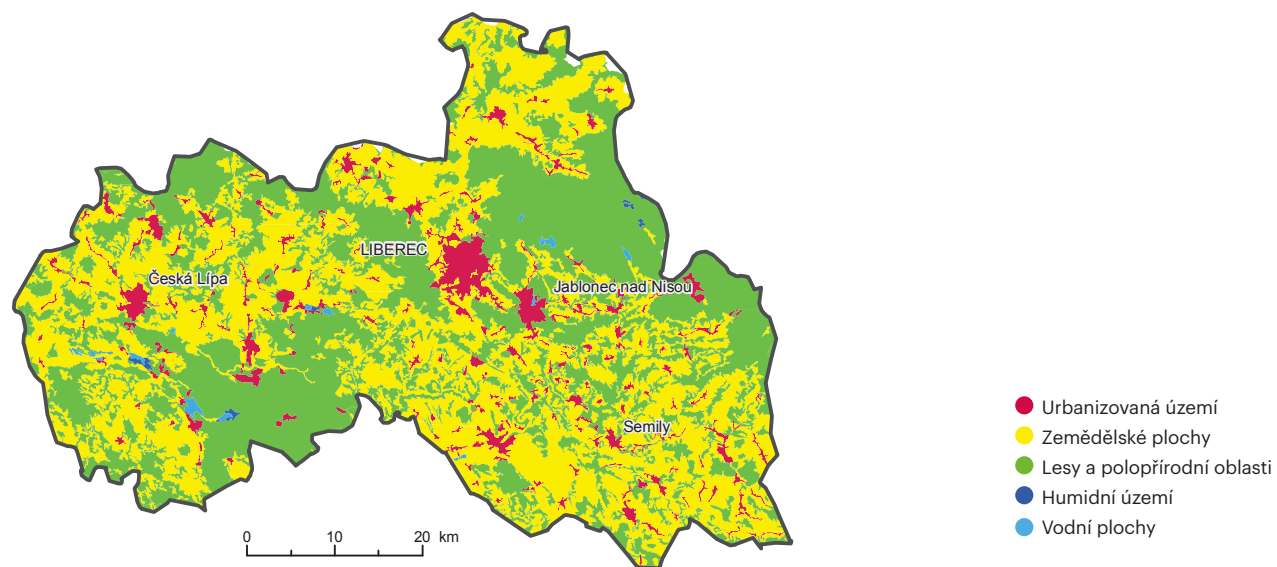 LIBEREC
Česká Lípa
Jablonec nad Nisou
Semily
0 10 20 km
Urbanizovaná území
Zemědělské plochy
Lesy a polopřírodní oblasti
Humidní území
Vodní plochy